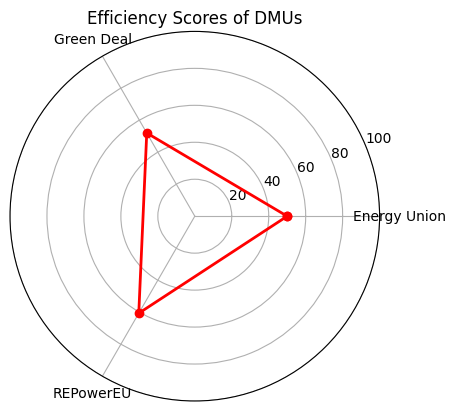 Efficiency Scores of DMUs
Green Deal
100
80
60
40
20
Energy Union
REPowerEU